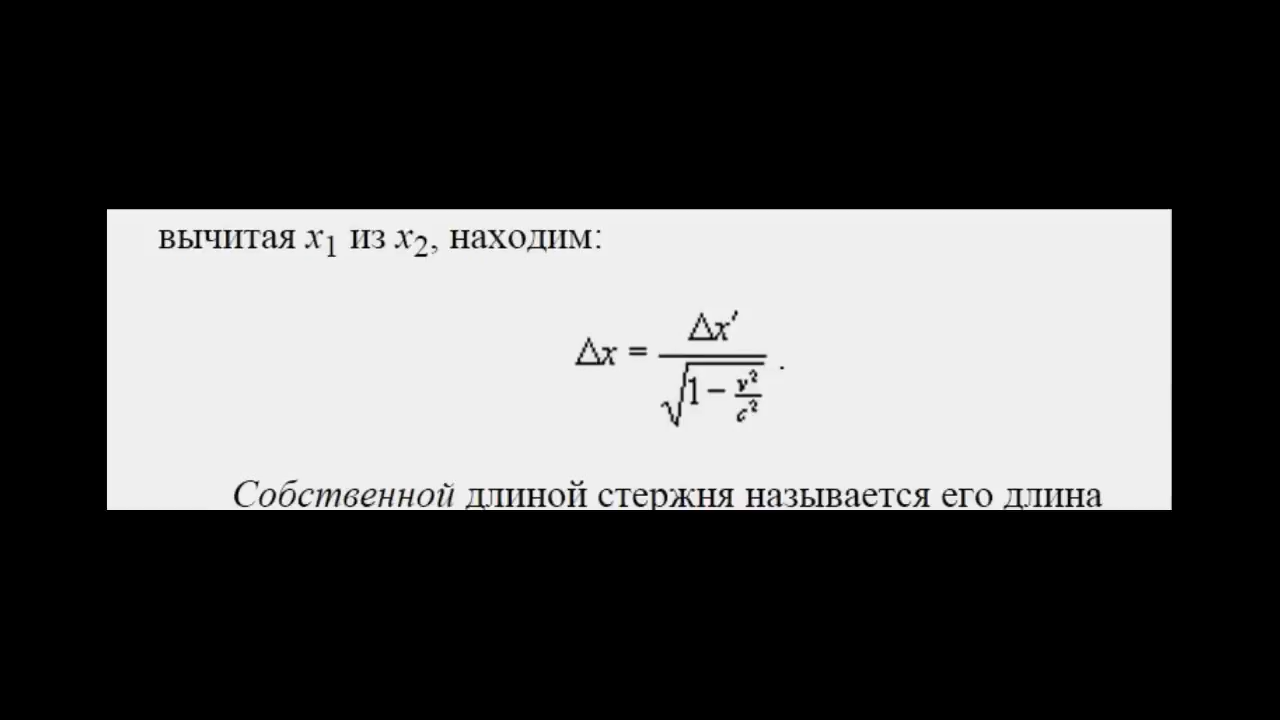 вычитая x₁ из x₂, находим:
Δx = Δx′ / √(1 − v²/c²) .
Собственной длиной стержня называется его длина